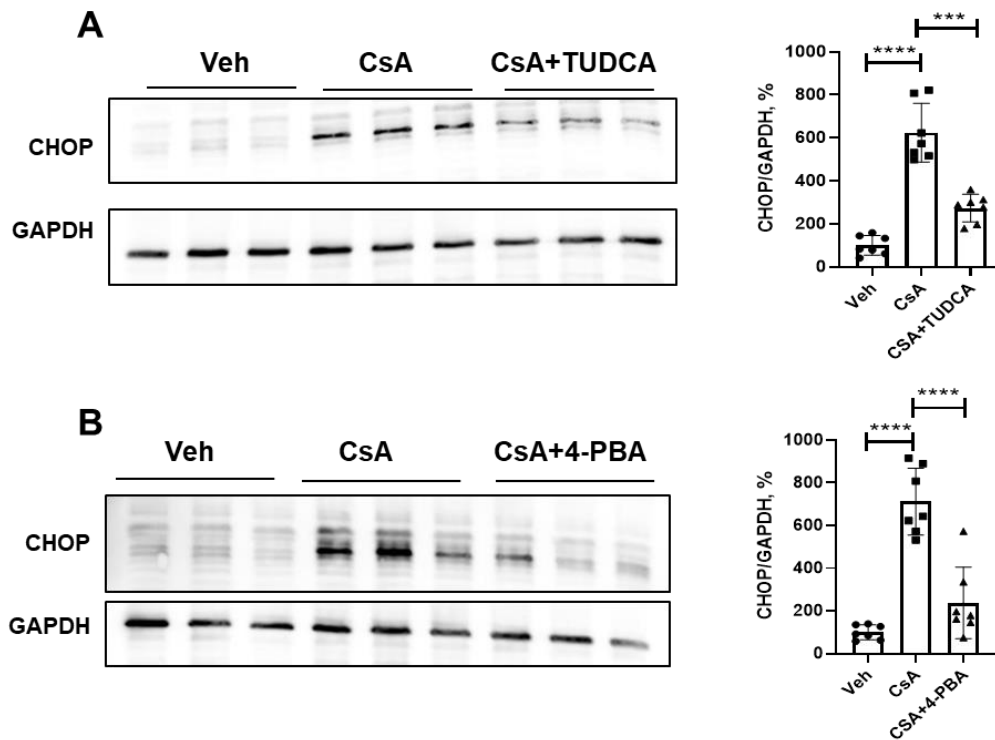 A
Veh CsA CsA+TUDCA
CHOP
GAPDH
*** 
****
CHOP/GAPDH, %
1000
800
600
400
200
0
Veh CsA CSA+TUDCA
B
Veh CsA CsA+4-PBA
CHOP
GAPDH
****
****
CHOP/GAPDH, %
1000
800
600
400
200
0
Veh CsA CSA+4-PBA